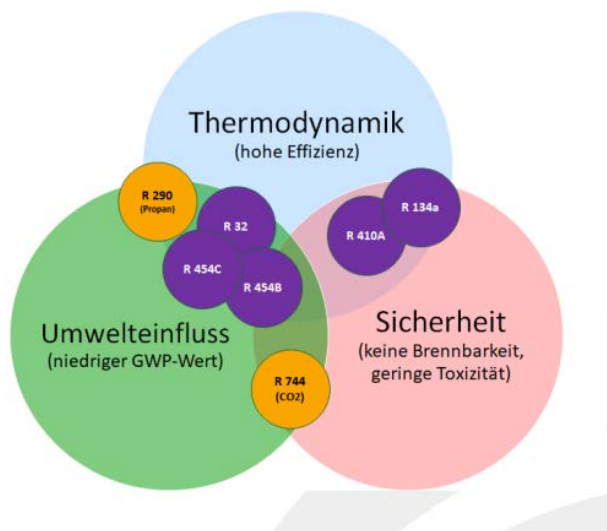 Thermodynamik
(hohe Effizienz)
R 290
(Propan)
R 32
R 134a
R 410A
R 454C
R 454B
Umwelteinfluss
(niedriger GWP-Wert)
Sicherheit
(keine Brennbarkeit,
geringe Toxizität)
R 744
(CO2)